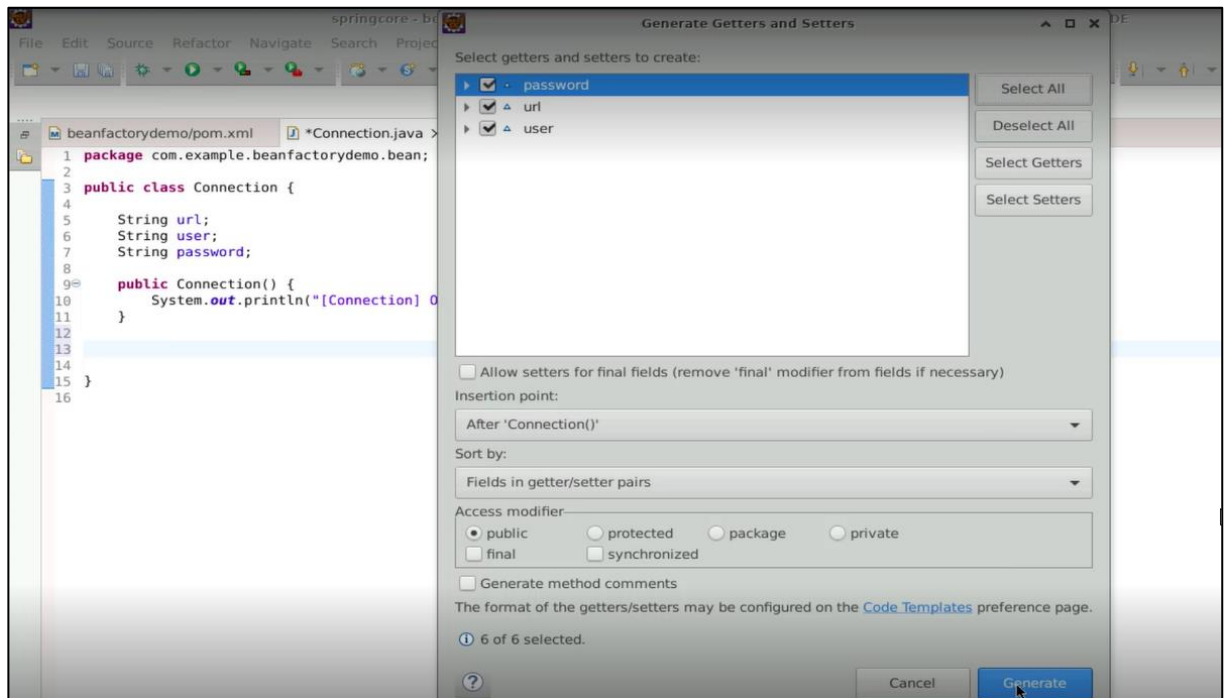 springcore - be
Generate Getters and Setters
DE
File Edit Source Refactor Navigate Search Projec
Select getters and setters to create:
password
url
user
Select All
Deselect All
Select Getters
Select Setters
beanfactorydemo/pom.xml
*Connection.java
1 package com.example.beanfactorydemo.bean;
2
3 public class Connection {
4
5 String url;
6 String user;
7 String password;
8
9 public Connection() {
10 System.out.println("[Connection] O
11 }
12
13
14
15 }
16
Allow setters for final fields (remove 'final' modifier from fields if necessary)
Insertion point:
After 'Connection()'
Sort by:
Fields in getter/setter pairs
Access modifier
public protected package private
final synchronized
Generate method comments
The format of the getters/setters may be configured on the Code Templates preference page.
6 of 6 selected.
Cancel
Generate